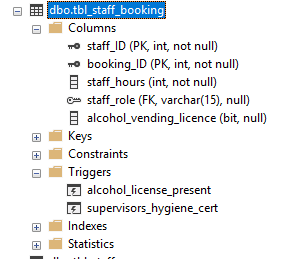 dbo.tbl_staff_booking
Columns
staff_ID (PK, int, not null)
booking_ID (PK, int, not null)
staff_hours (int, not null)
staff_role (FK, varchar(15), null)
alcohol_vending_licence (bit, null)
Keys
Constraints
Triggers
alcohol_license_present
supervisors_hygiene_cert
Indexes
Statistics